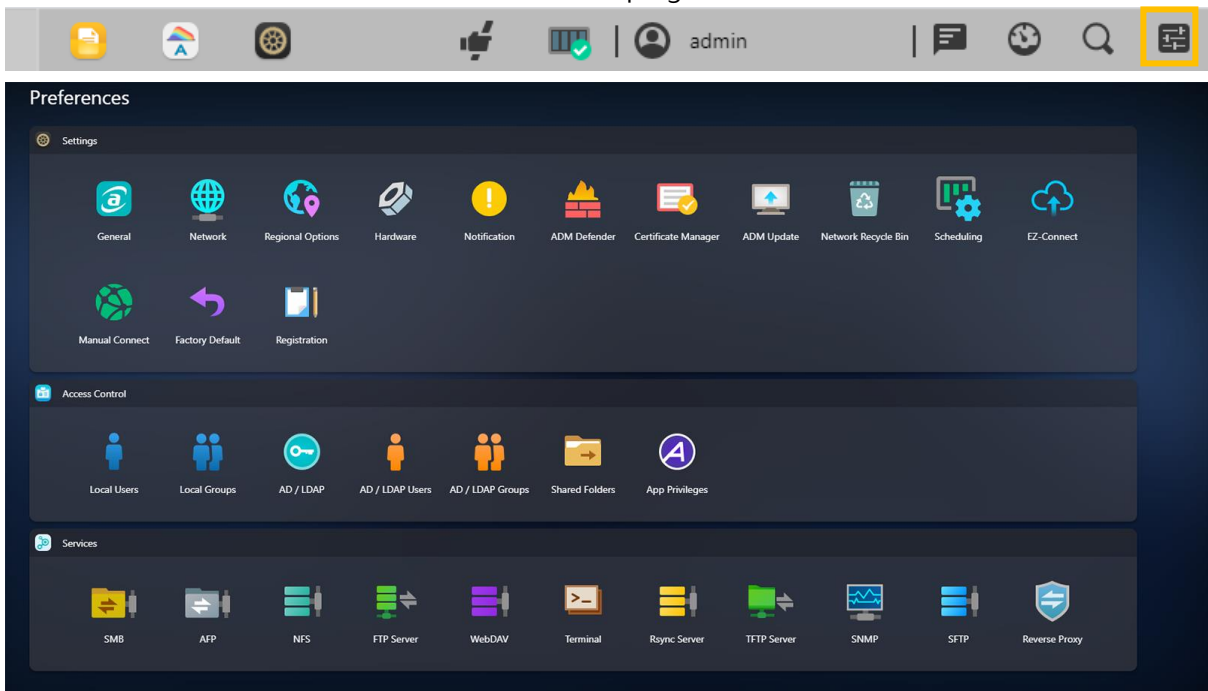 admin
Preferences
Settings
General Network Regional Options Hardware Notification ADM Defender Certificate Manager ADM Update Network Recycle Bin Scheduling EZ-Connect
Manual Connect Factory Default Registration
Access Control
Local Users Local Groups AD / LDAP AD / LDAP Users AD / LDAP Groups Shared Folders App Privileges
Services
SMB AFP NFS FTP Server WebDAV Terminal Rsync Server TFTP Server SNMP SFTP Reverse Proxy